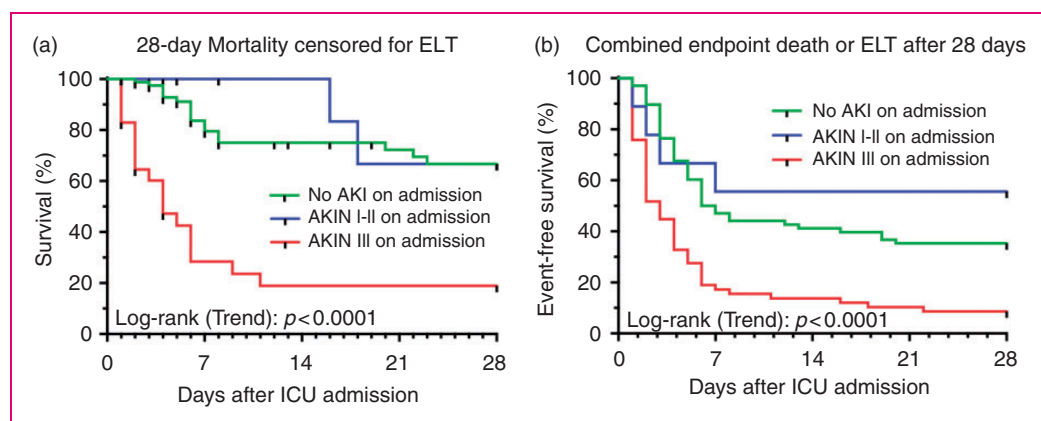 (a) 28-day Mortality censored for ELT
100
80
60
40
20
0
Survival (%)
No AKI on admission
AKIN I-II on admission
AKIN III on admission
Log-rank (Trend): p<0.0001
0 7 14 21 28
Days after ICU admission
(b) Combined endpoint death or ELT after 28 days
100
80
60
40
20
0
Event-free survival (%)
No AKI on admission
AKIN I-II on admission
AKIN III on admission
Log-rank (Trend): p<0.0001
0 7 14 21 28
Days after ICU admission